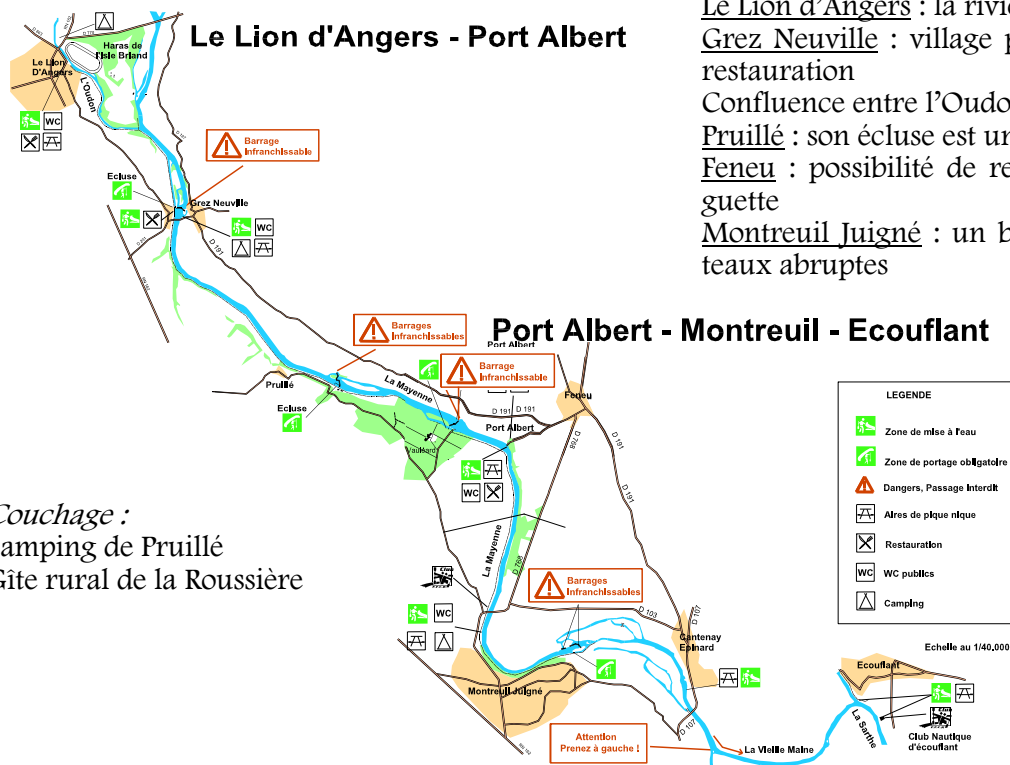 Le Lion d'Angers - Port Albert
Le Lion d'Angers : la riviè
Grez Neuville : village p
restauration
Confluence entre l'Oudo
Pruillé : son écluse est un
Feneu : possibilité de re
guette
Montreuil Juigné : un b
teaux abruptes
Haras de
l'Isle Briand
Le Lion
D'Angers
L'Oudon
D 770
WC
Barrage
Infranchissable
Ecluse
Grez Neuville
WC
D 191
Port Albert - Montreuil - Ecouflant
Barrages
Infranchissables
Port Albert
Barrage
Infranchissable
La Mayenne
Pruillé
Ecluse
Feneu
D 191
D 191
Port Albert
D 768
D 191
WC
La Mayenne
D 768
Couchage :
amping de Pruillé
Gîte rural de la Roussière
LEGENDE
Zone de mise à l'eau
Zone de portage obligatoire
Dangers, Passage Interdit
Aires de pique nique
Restauration
WC
WC publics
Camping
Echelle au 1/40.000
Barrages
Infranchissables
WC
D 103
D 107
Cantenay
Epinard
Montreuil Juigné
D 107
Attention
Prenez à gauche !
La Vieille Maine
Ecouflant
La Sarthe
Club Nautique
d'écouflant